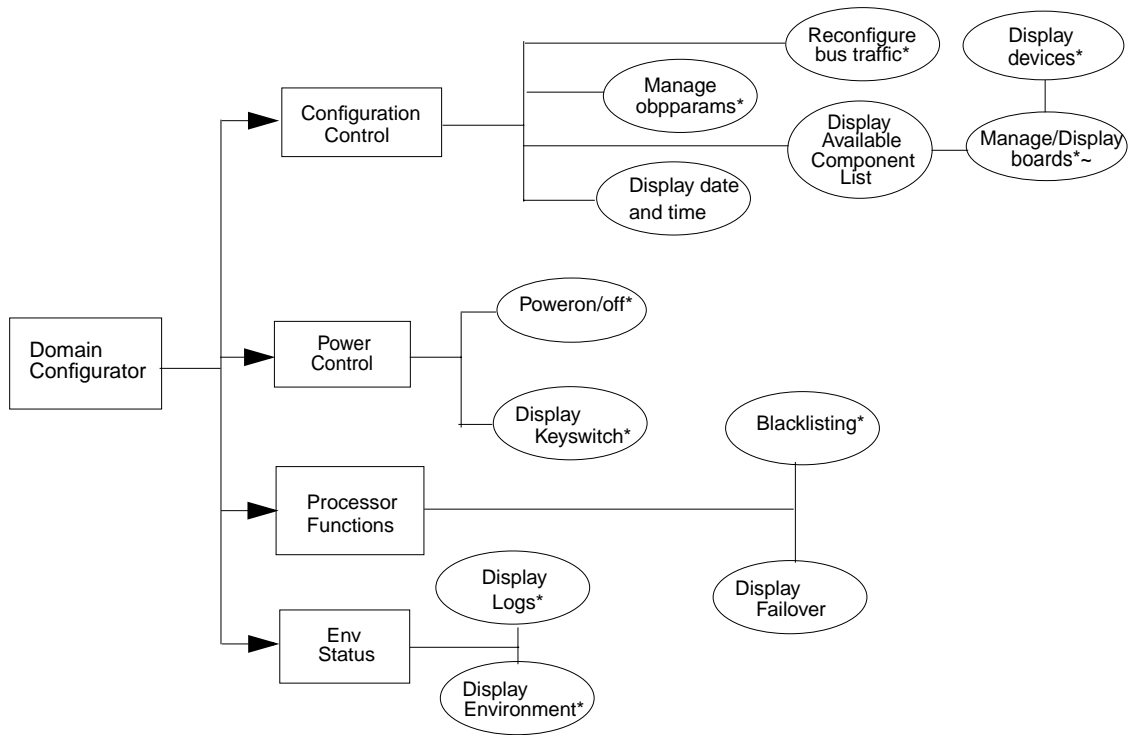 Reconfigure
bus traffic*
Display
devices*
Manage
obpparams*
Configuration
Control
Display
Available
Component
List
Manage/Display
boards*~
Display date
and time
Poweron/off*
Domain
Configurator
Power
Control
Display
Keyswitch*
Blacklisting*
Processor
Functions
Display
Logs*
Display
Failover
Env
Status
Display
Environment*